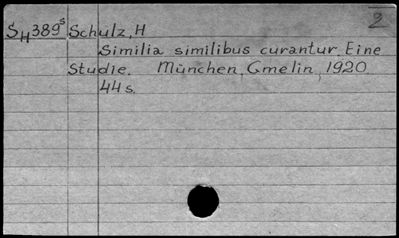 2
SH389s Schulz, H
Similia similibus curantur. Eine
Studie. München, Gmelin, 1920.
44 s.